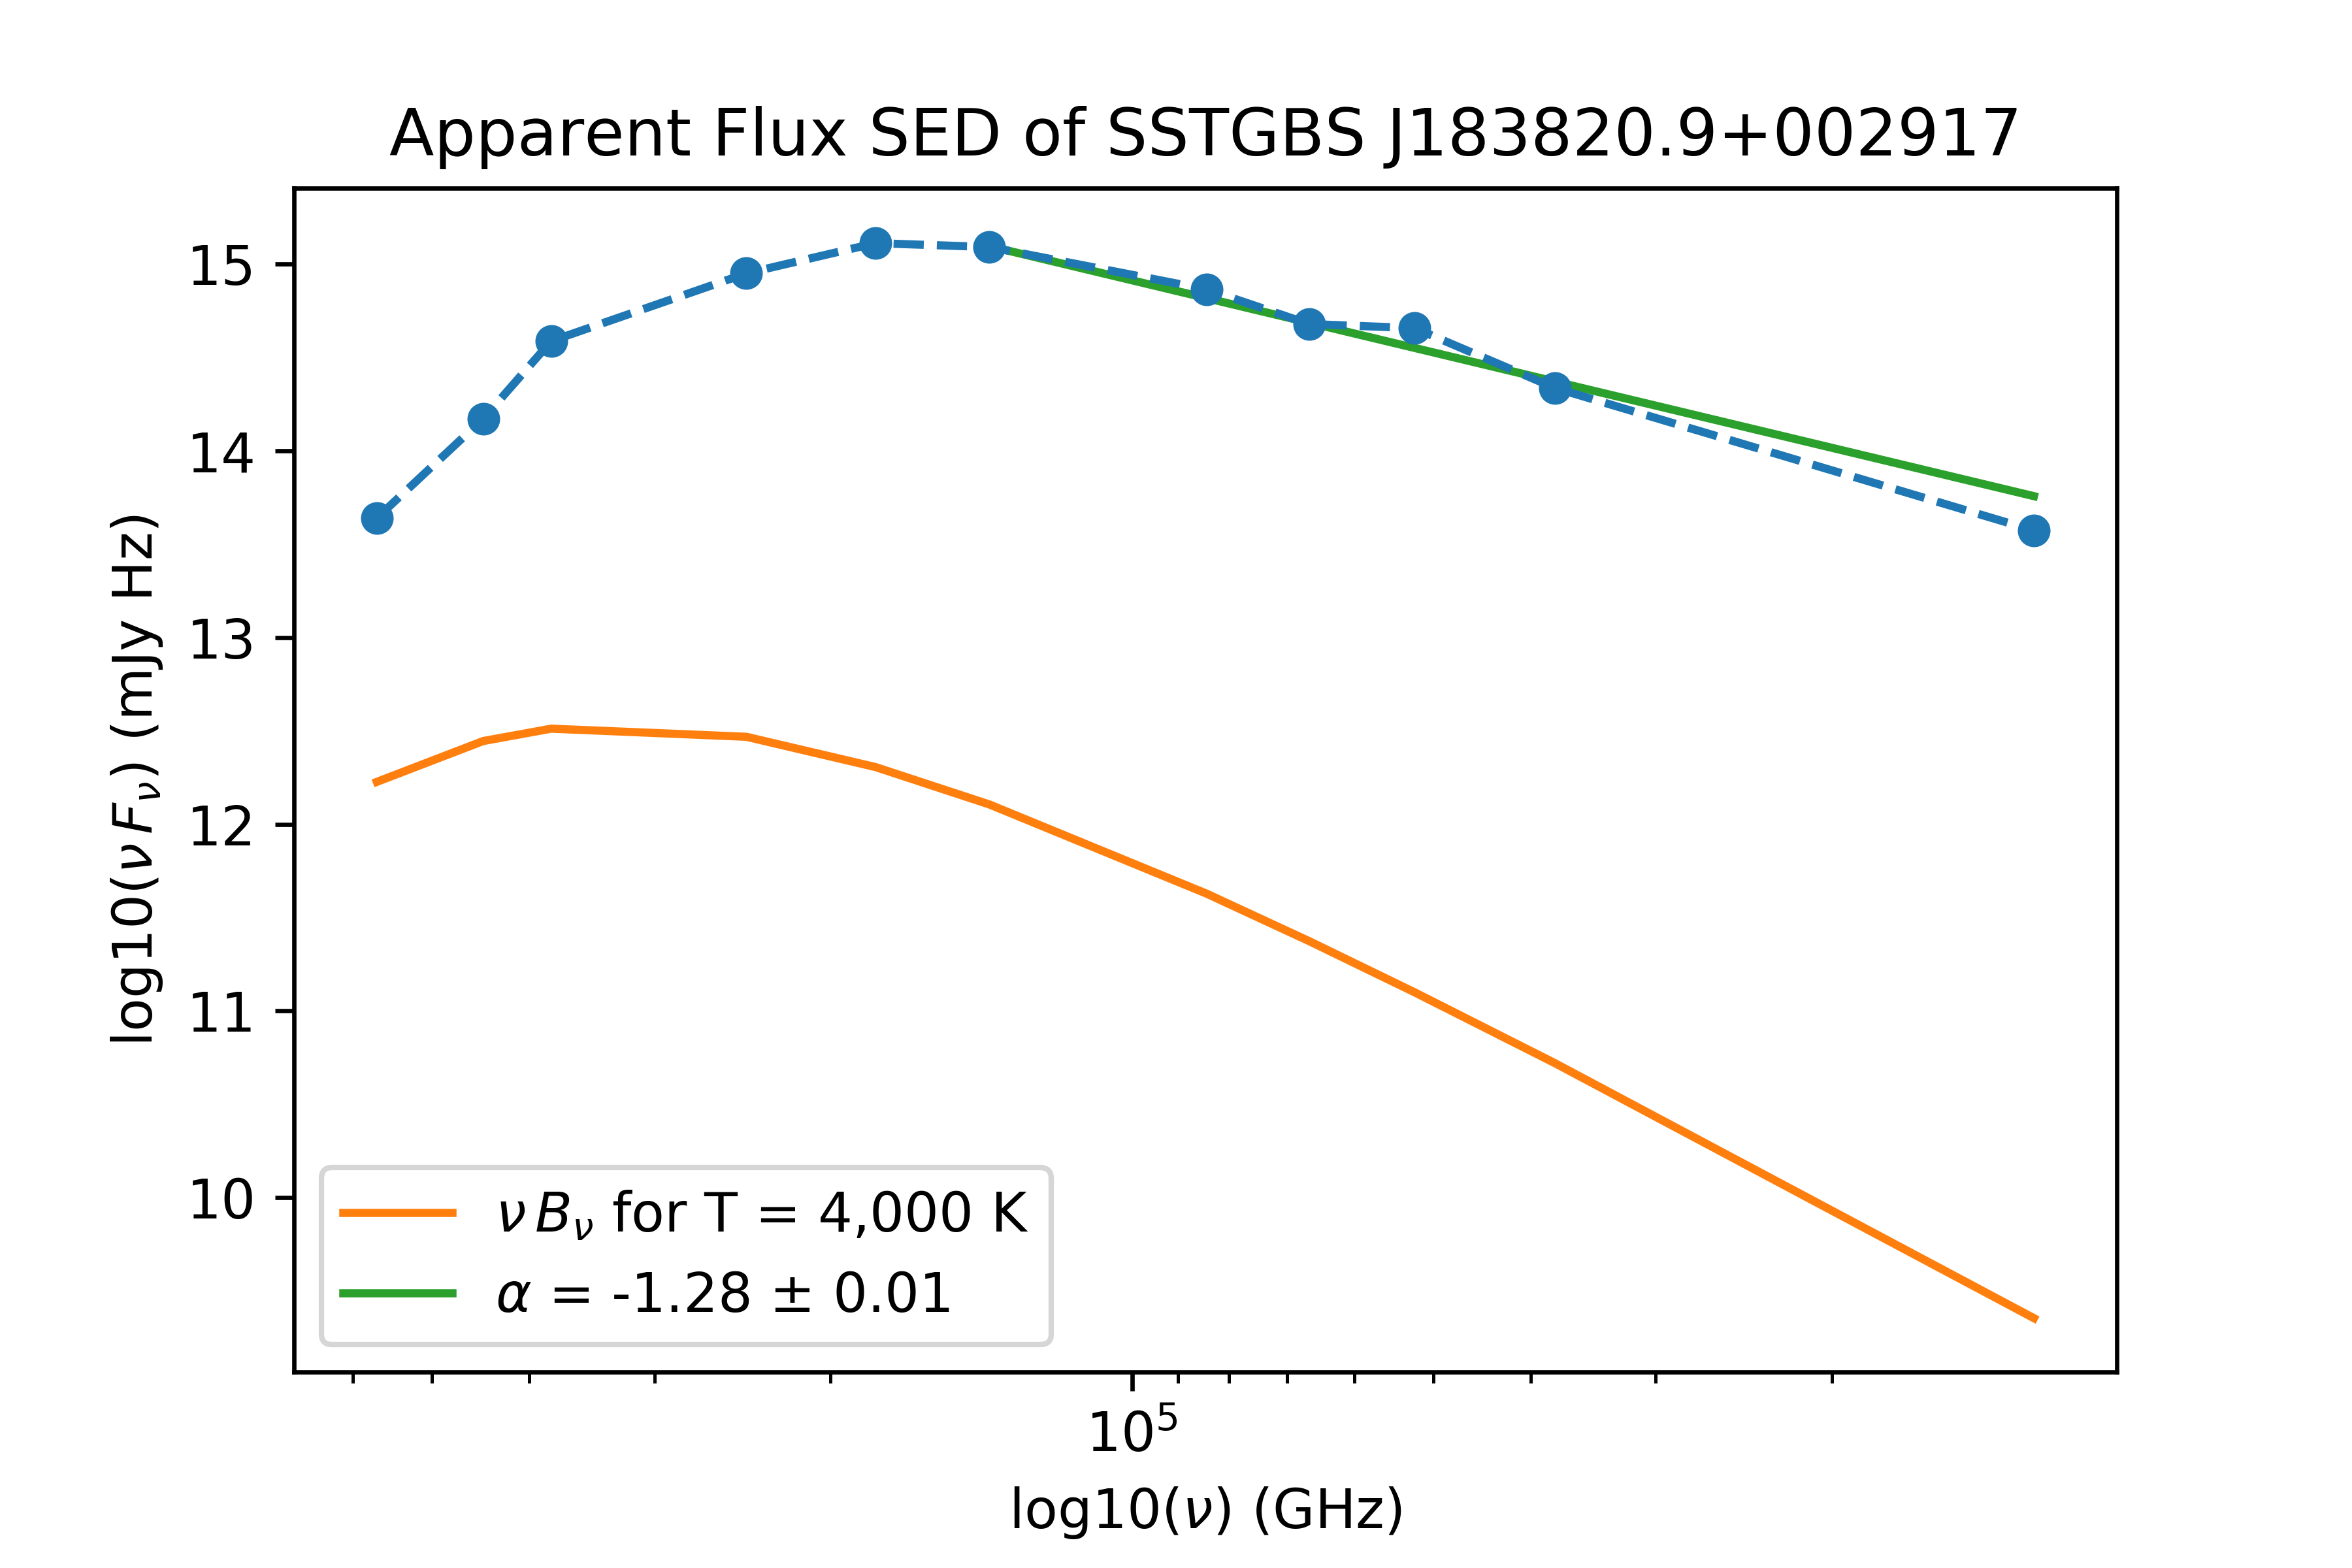 Apparent Flux SED of SSTGBS J183820.9+002917
log10(νFν) (mJy Hz)
15
14
13
12
11
10
νBν for T = 4,000 K
α = -1.28 ± 0.01
10⁵
log10(ν) (GHz)